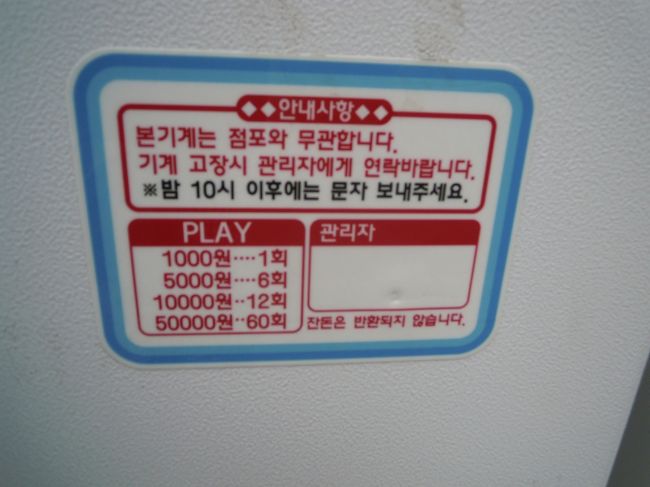 ◆◆안내사항◆◆
본기계는 점포와 무관합니다.
기계 고장시 관리자에게 연락바랍니다.
※밤 10시 이후에는 문자 보내주세요.
PLAY
1000원····1회
5000원····6회
10000원··12회
50000원··60회
관리자
잔돈은 반환되지 않습니다.